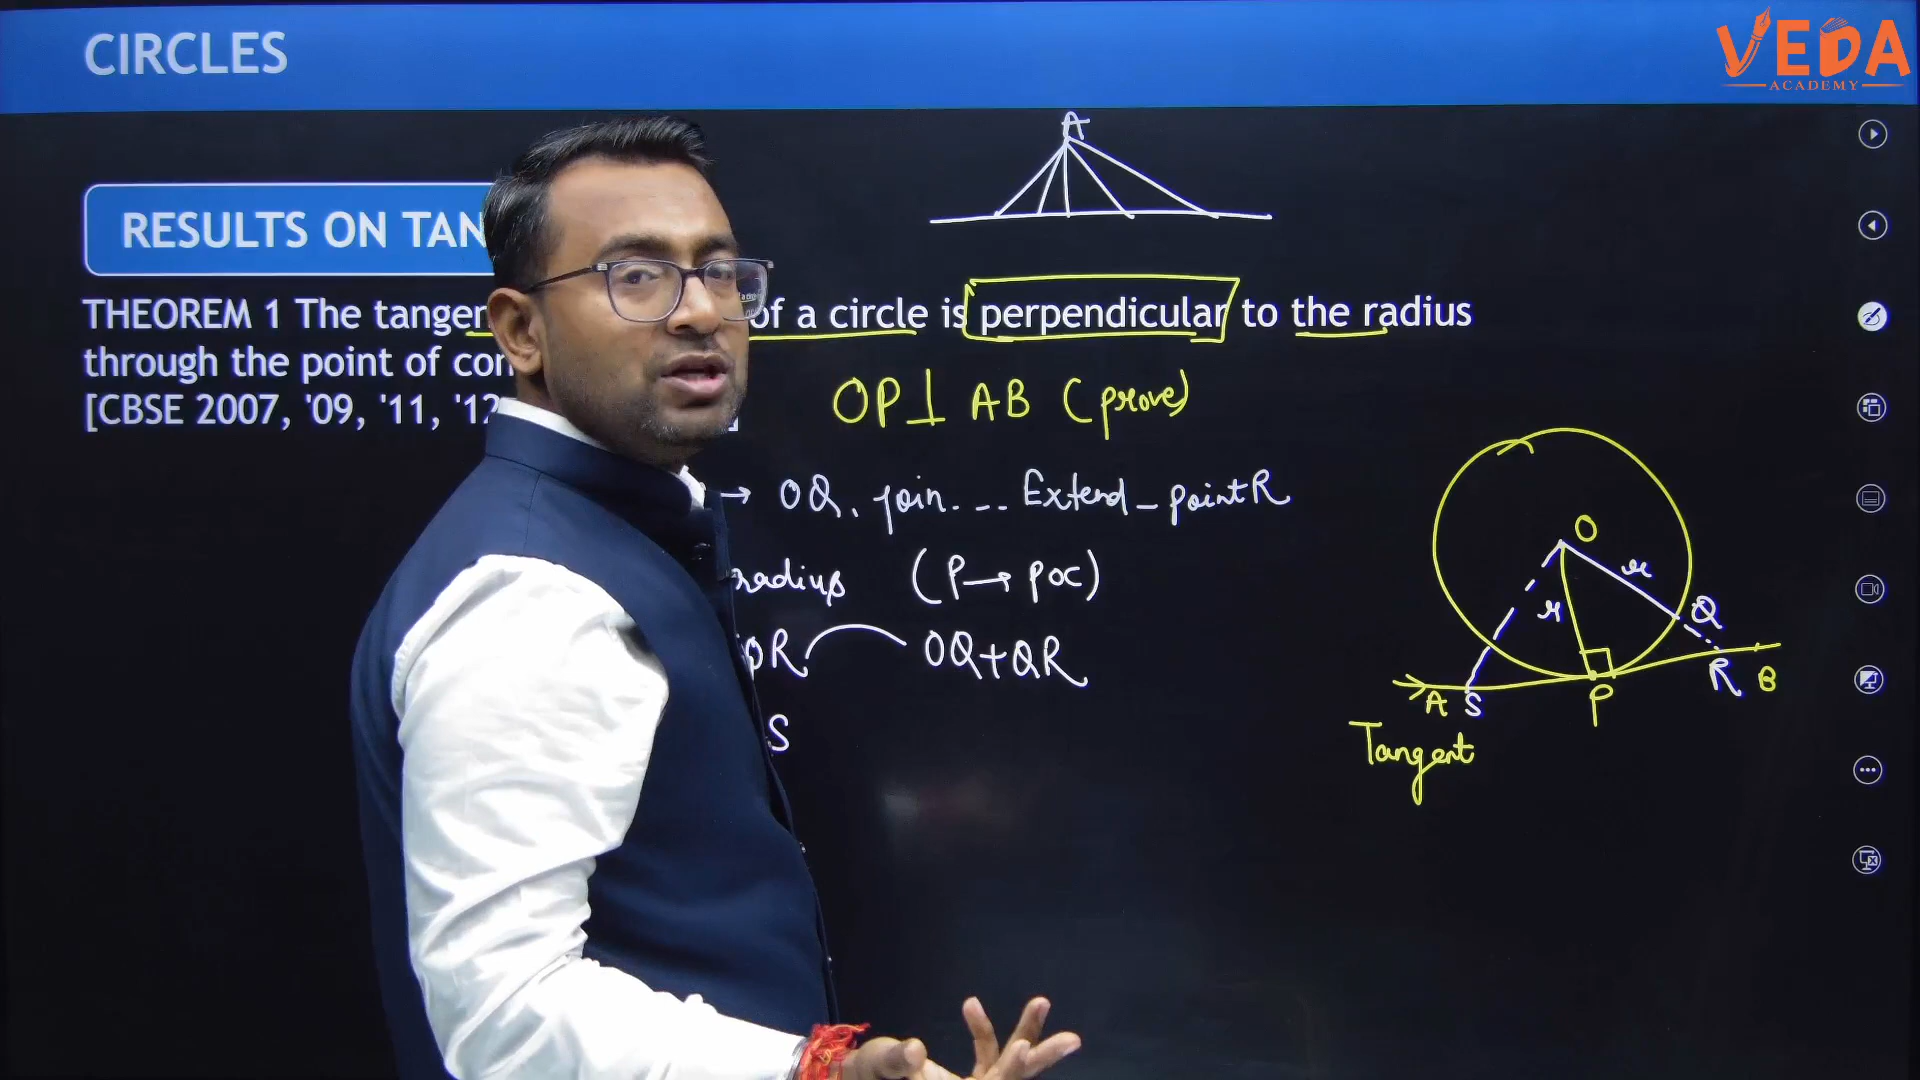 CIRCLES
VEDA
ACADEMY
A
RESULTS ON TAN
THEOREM 1 The tangen of a circle is perpendicular to the radius
through the point of con
[CBSE 2007, '09, '11, '12 ]
OP⊥ AB (prove)
→ OQ, join... Extend - point R
radius (P→ POC)
OR OQ+QR
S
O
r
r
Q
A S P R B
Tangent